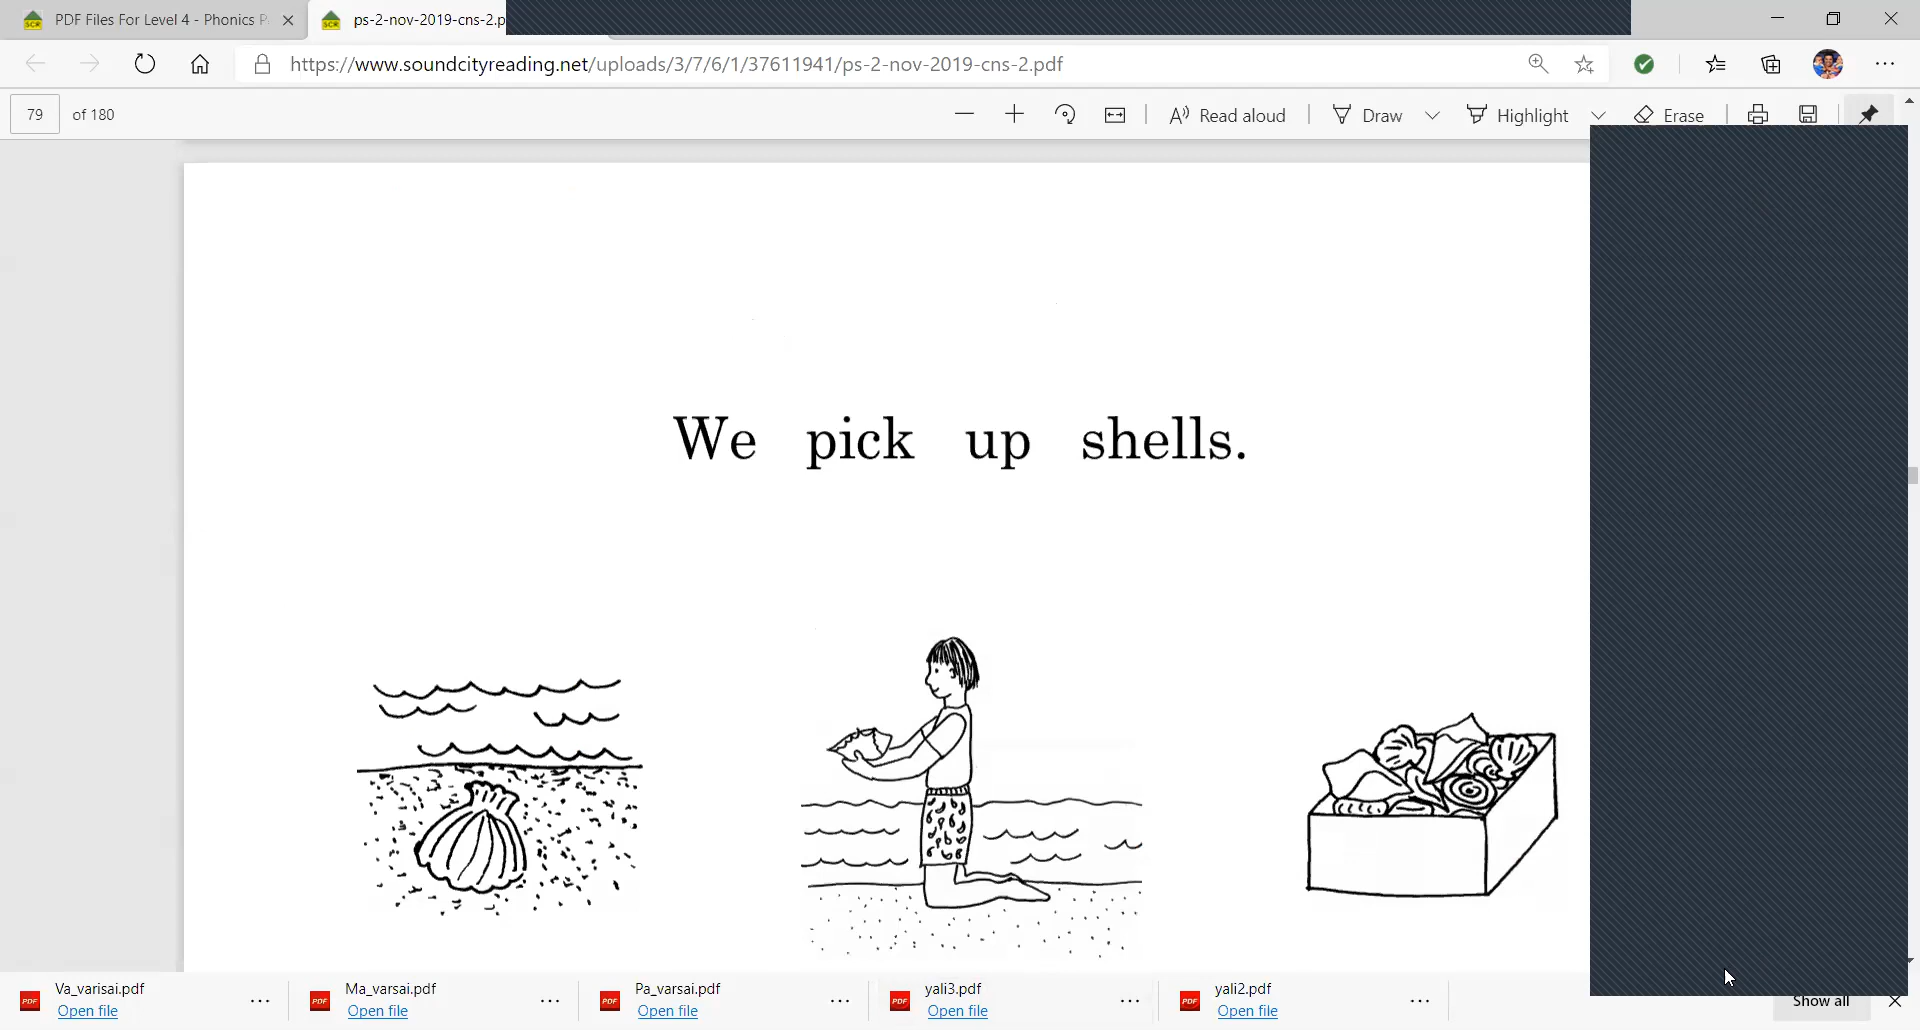 PDF Files For Level 4 - Phonics P
ps-2-nov-2019-cns-2.p
https://www.soundcityreading.net/uploads/3/7/6/1/37611941/ps-2-nov-2019-cns-2.pdf
79 of 180
Read aloud
Draw
Highlight
Erase
We pick up shells.
Va_varisai.pdf
Open file
Ma_varsai.pdf
Open file
Pa_varsai.pdf
Open file
yali3.pdf
Open file
yali2.pdf
Open file
Show all